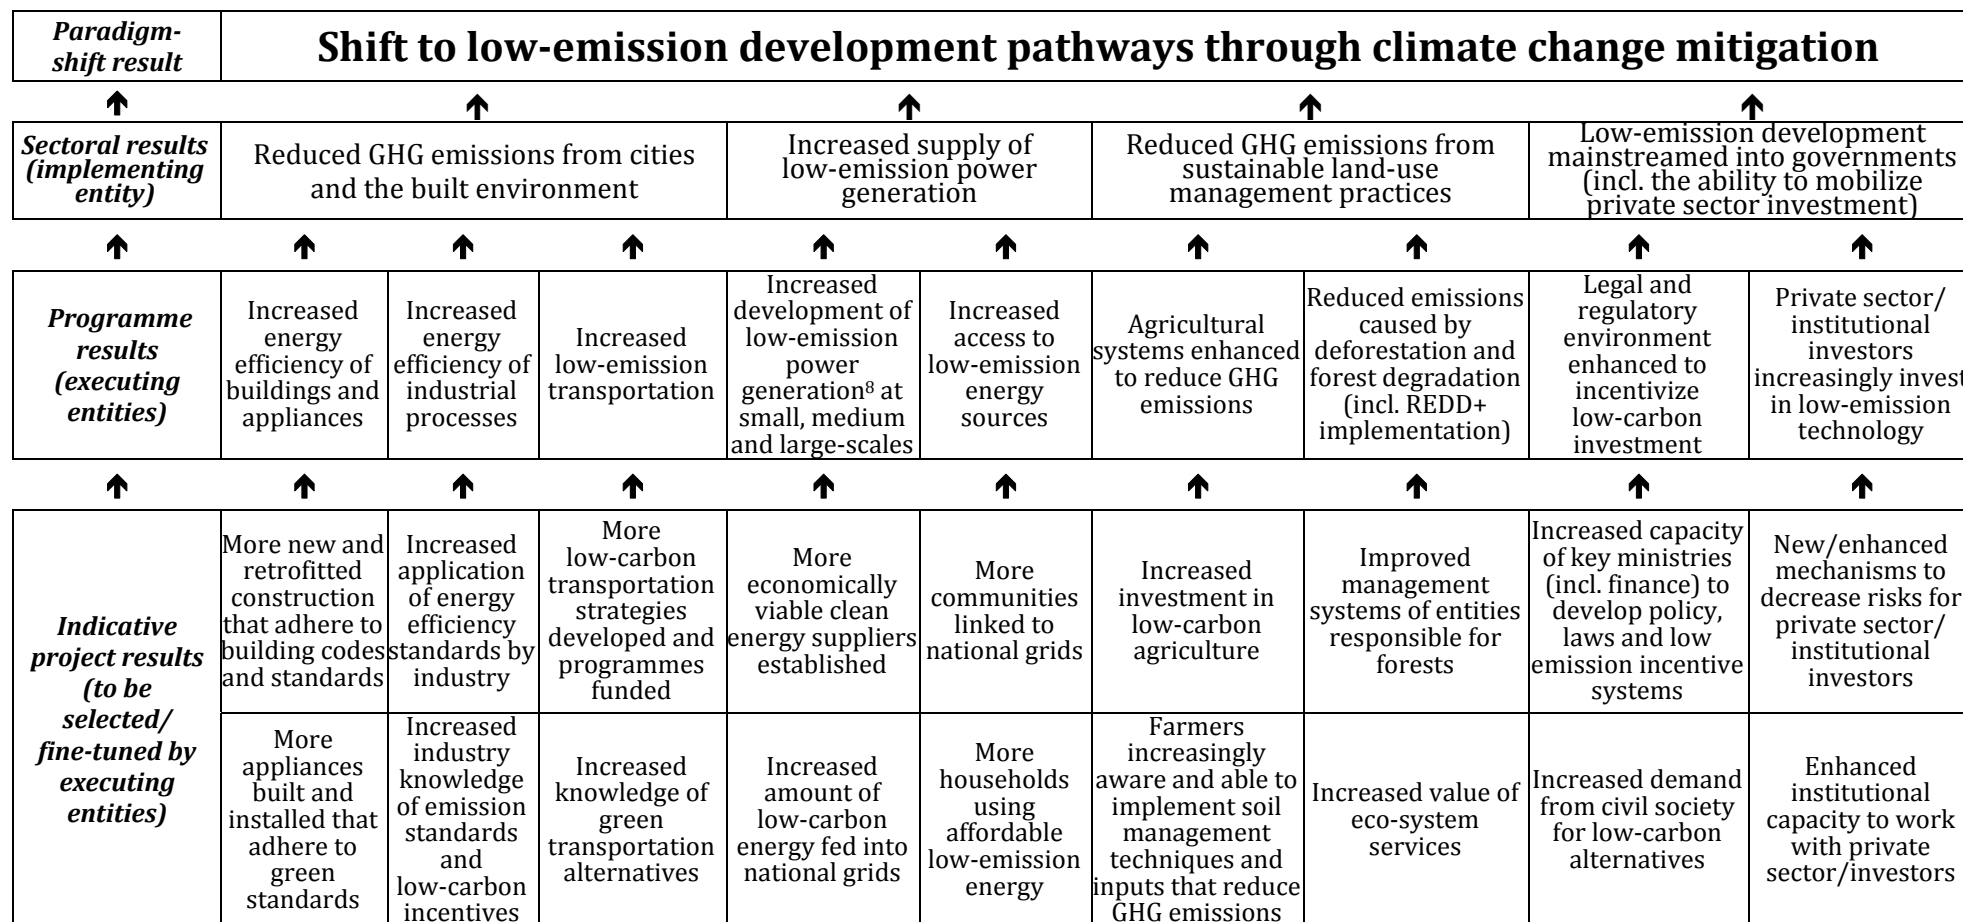 Paradigm-
shift result
Shift to low-emission development pathways through climate change mitigation
Sectoral results
(implementing
entity)
Reduced GHG emissions from cities
and the built environment
Increased supply of
low-emission power
generation
Reduced GHG emissions from
sustainable land-use
management practices
Low-emission development
mainstreamed into governments
(incl. the ability to mobilize
private sector investment)
Programme
results
(executing
entities)
Increased
energy
efficiency of
buildings and
appliances
Increased
energy
efficiency of
industrial
processes
Increased
low-emission
transportation
Increased
development of
low-emission
power
generation⁸ at
small, medium
and large-scales
Increased
access to
low-emission
energy
sources
Agricultural
systems enhanced
to reduce GHG
emissions
Reduced emissions
caused by
deforestation and
forest degradation
(incl. REDD+
implementation)
Legal and
regulatory
environment
enhanced to
incentivize
low-carbon
investment
Private sector/
institutional
investors
increasingly invest
in low-emission
technology
Indicative
project results
(to be
selected/
fine-tuned by
executing
entities)
More new and
retrofitted
construction
that adhere to
building codes
and standards
Increased
application
of energy
efficiency
standards by
industry
More
low-carbon
transportation
strategies
developed and
programmes
funded
More
economically
viable clean
energy suppliers
established
More
communities
linked to
national grids
Increased
investment in
low-carbon
agriculture
Improved
management
systems of entities
responsible for
forests
Increased capacity
of key ministries
(incl. finance) to
develop policy,
laws and low
emission incentive
systems
New/enhanced
mechanisms to
decrease risks for
private sector/
institutional
investors
More
appliances
built and
installed that
adhere to
green
standards
Increased
industry
knowledge
of emission
standards
and
low-carbon
incentives
Increased
knowledge of
green
transportation
alternatives
Increased
amount of
low-carbon
energy fed into
national grids
More
households
using
affordable
low-emission
energy
Farmers
increasingly
aware and able to
implement soil
management
techniques and
inputs that reduce
GHG emissions
Increased value of
eco-system
services
Increased demand
from civil society
for low-carbon
alternatives
Enhanced
institutional
capacity to work
with private
sector/investors